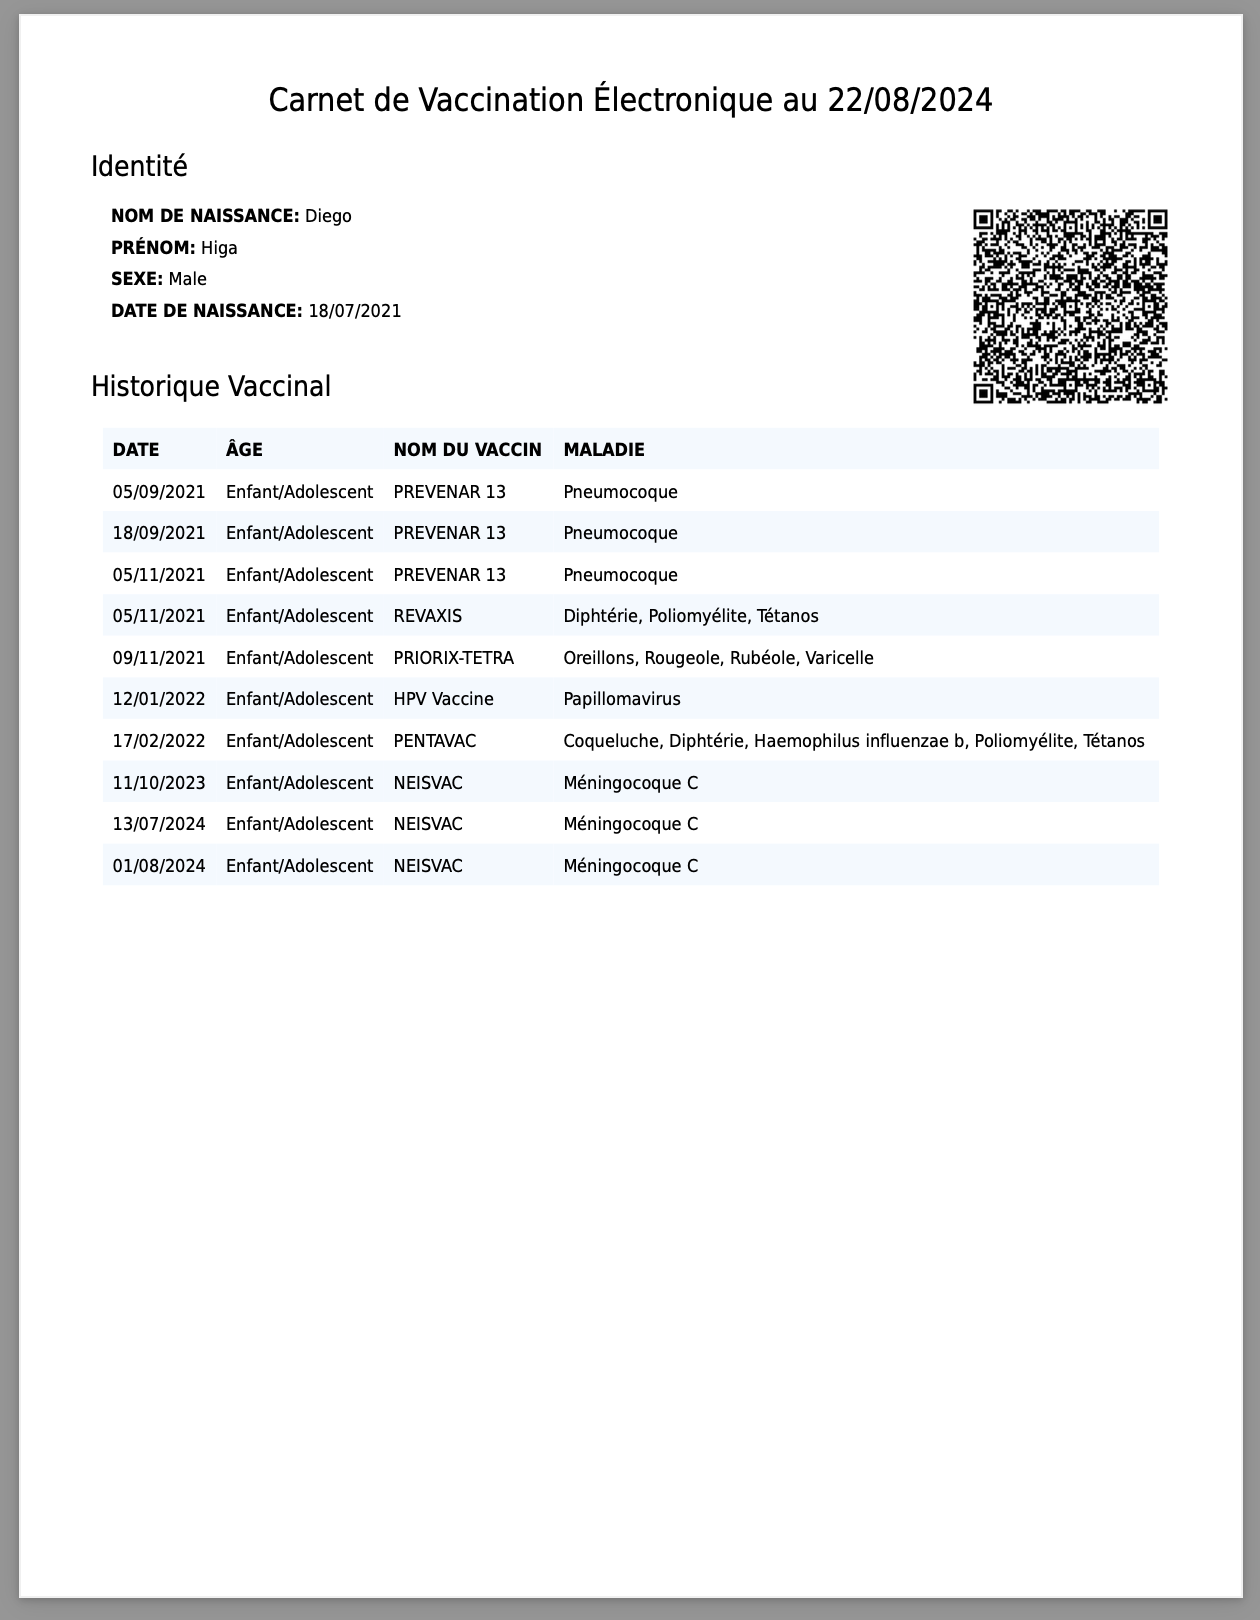 Carnet de Vaccination Électronique au 22/08/2024
Identité
NOM DE NAISSANCE: Diego
PRÉNOM: Higa
SEXE: Male
DATE DE NAISSANCE: 18/07/2021
Historique Vaccinal
DATE ÂGE NOM DU VACCIN MALADIE
05/09/2021 Enfant/Adolescent PREVENAR 13 Pneumocoque
18/09/2021 Enfant/Adolescent PREVENAR 13 Pneumocoque
05/11/2021 Enfant/Adolescent PREVENAR 13 Pneumocoque
05/11/2021 Enfant/Adolescent REVAXIS Diphtérie, Poliomyélite, Tétanos
09/11/2021 Enfant/Adolescent PRIORIX-TETRA Oreillons, Rougeole, Rubéole, Varicelle
12/01/2022 Enfant/Adolescent HPV Vaccine Papillomavirus
17/02/2022 Enfant/Adolescent PENTAVAC Coqueluche, Diphtérie, Haemophilus influenzae b, Poliomyélite, Tétanos
11/10/2023 Enfant/Adolescent NEISVAC Méningocoque C
13/07/2024 Enfant/Adolescent NEISVAC Méningocoque C
01/08/2024 Enfant/Adolescent NEISVAC Méningocoque C